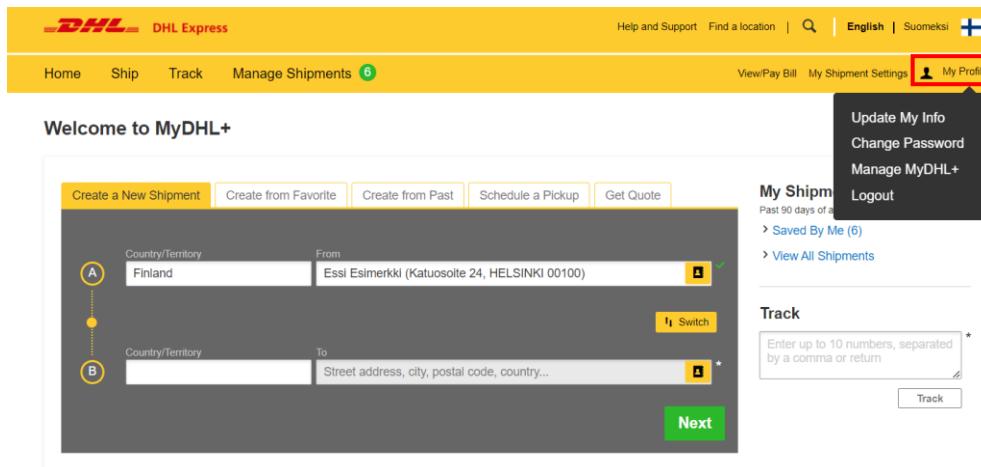 DHL DHL Express Help and Support Find a location | English | Suomeksi
Home Ship Track Manage Shipments 6 View/Pay Bill My Shipment Settings My Profil
Update My Info
Change Password
Manage MyDHL+
Logout
Welcome to MyDHL+
Create a New Shipment Create from Favorite Create from Past Schedule a Pickup Get Quote
My Shipm
Past 90 days of a
Saved By Me (6)
View All Shipments
Country/Territory From
A Finland Essi Esimerkki (Katuosoite 24, HELSINKI 00100)
Switch
Country/Territory To
B Street address, city, postal code, country... *
Next
Track
Enter up to 10 numbers, separated *
by a comma or return
Track